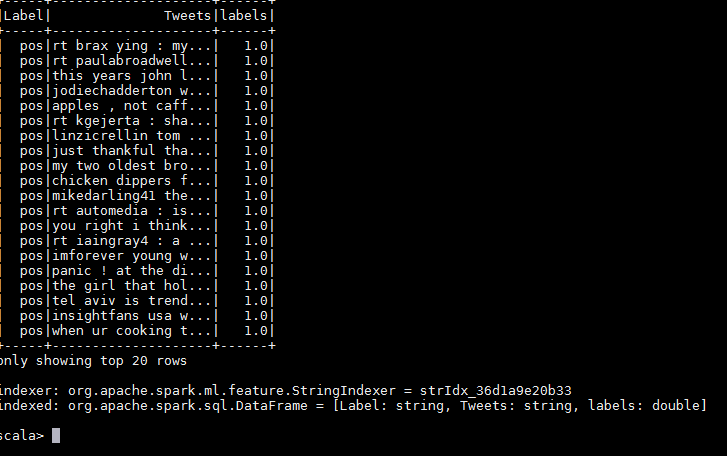 +-----+--------------------+------+
|Label|              Tweets|labels|
+-----+--------------------+------+
|  pos|rt brax ying : my...|   1.0|
|  pos|rt paulabroadwell...|   1.0|
|  pos|this years john l...|   1.0|
|  pos|jodiechadderton w...|   1.0|
|  pos|apples , not caff...|   1.0|
|  pos|rt kgejerta : sha...|   1.0|
|  pos|linzicrellin tom ...|   1.0|
|  pos|just thankful tha...|   1.0|
|  pos|my two oldest bro...|   1.0|
|  pos|chicken dippers f...|   1.0|
|  pos|mikedarling41 the...|   1.0|
|  pos|rt automedia : is...|   1.0|
|  pos|you right i think...|   1.0|
|  pos|rt iaingray4 : a ...|   1.0|
|  pos|imforever young w...|   1.0|
|  pos|panic ! at the di...|   1.0|
|  pos|the girl that hol...|   1.0|
|  pos|tel aviv is trend...|   1.0|
|  pos|insightfans usa w...|   1.0|
|  pos|when ur cooking t...|   1.0|
+-----+--------------------+------+
only showing top 20 rows
indexer: org.apache.spark.ml.feature.StringIndexer = strIdx_36d1a9e20b33
indexed: org.apache.spark.sql.DataFrame = [Label: string, Tweets: string, labels: double]
scala>